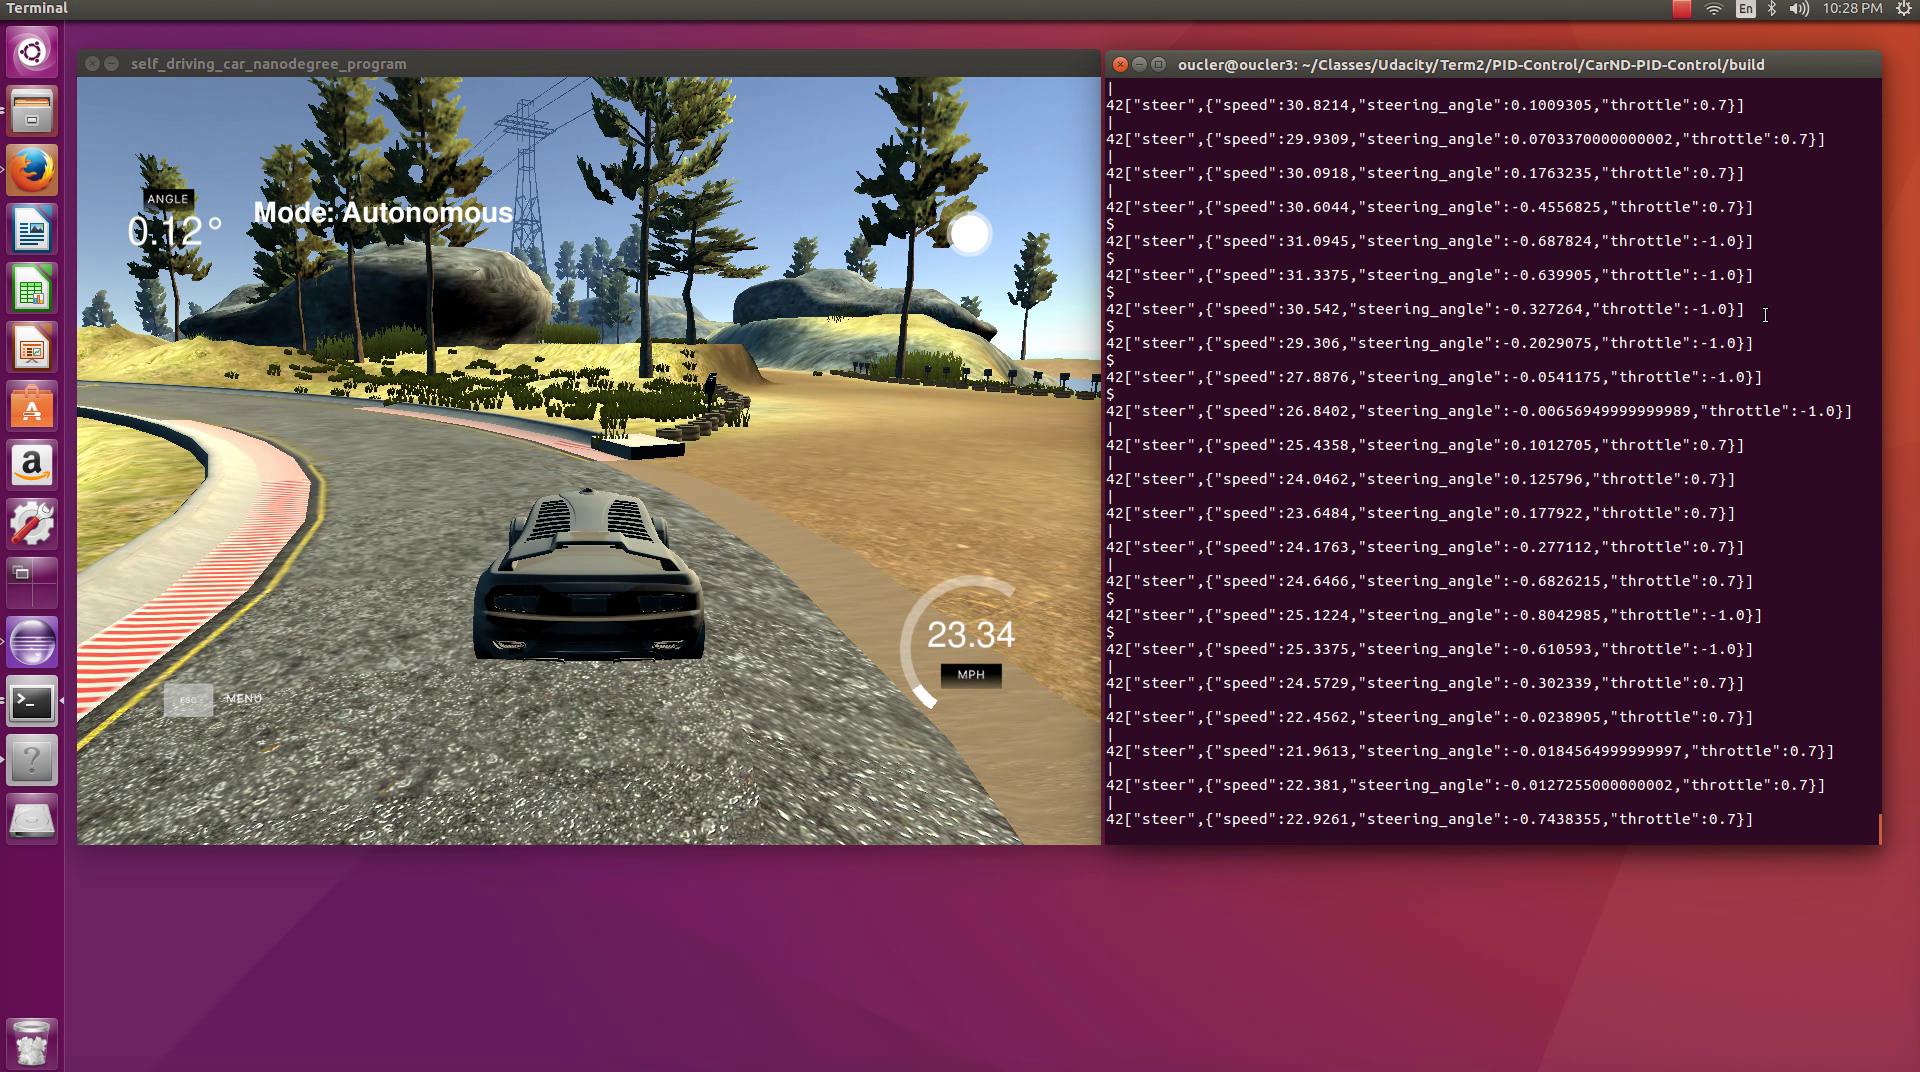 Terminal
En
10:28 PM
self_driving_car_nanodegree_program
ANGLE
0.12°
Mode: Autonomous
23.34
MPH
ESC
MENU
oucler@oucler3: ~/Classes/Udacity/Term2/PID-Control/CarND-PID-Control/build
|
42["steer",{"speed":30.8214,"steering_angle":0.1009305,"throttle":0.7}]
|
42["steer",{"speed":29.9309,"steering_angle":0.0703370000000002,"throttle":0.7}]
|
42["steer",{"speed":30.0918,"steering_angle":0.1763235,"throttle":0.7}]
|
42["steer",{"speed":30.6044,"steering_angle":-0.4556825,"throttle":0.7}]
$
42["steer",{"speed":31.0945,"steering_angle":-0.687824,"throttle":-1.0}]
$
42["steer",{"speed":31.3375,"steering_angle":-0.639905,"throttle":-1.0}]
$
42["steer",{"speed":30.542,"steering_angle":-0.327264,"throttle":-1.0}]
$
42["steer",{"speed":29.306,"steering_angle":-0.2029075,"throttle":-1.0}]
$
42["steer",{"speed":27.8876,"steering_angle":-0.0541175,"throttle":-1.0}]
$
42["steer",{"speed":26.8402,"steering_angle":-0.00656949999999989,"throttle":-1.0}]
|
42["steer",{"speed":25.4358,"steering_angle":0.1012705,"throttle":0.7}]
|
42["steer",{"speed":24.0462,"steering_angle":0.125796,"throttle":0.7}]
|
42["steer",{"speed":23.6484,"steering_angle":0.177922,"throttle":0.7}]
|
42["steer",{"speed":24.1763,"steering_angle":-0.277112,"throttle":0.7}]
|
42["steer",{"speed":24.6466,"steering_angle":-0.6826215,"throttle":0.7}]
$
42["steer",{"speed":25.1224,"steering_angle":-0.8042985,"throttle":-1.0}]
$
42["steer",{"speed":25.3375,"steering_angle":-0.610593,"throttle":-1.0}]
|
42["steer",{"speed":24.5729,"steering_angle":-0.302339,"throttle":0.7}]
|
42["steer",{"speed":22.4562,"steering_angle":-0.0238905,"throttle":0.7}]
|
42["steer",{"speed":21.9613,"steering_angle":-0.0184564999999997,"throttle":0.7}]
|
42["steer",{"speed":22.381,"steering_angle":-0.0127255000000002,"throttle":0.7}]
|
42["steer",{"speed":22.9261,"steering_angle":-0.7438355,"throttle":0.7}]